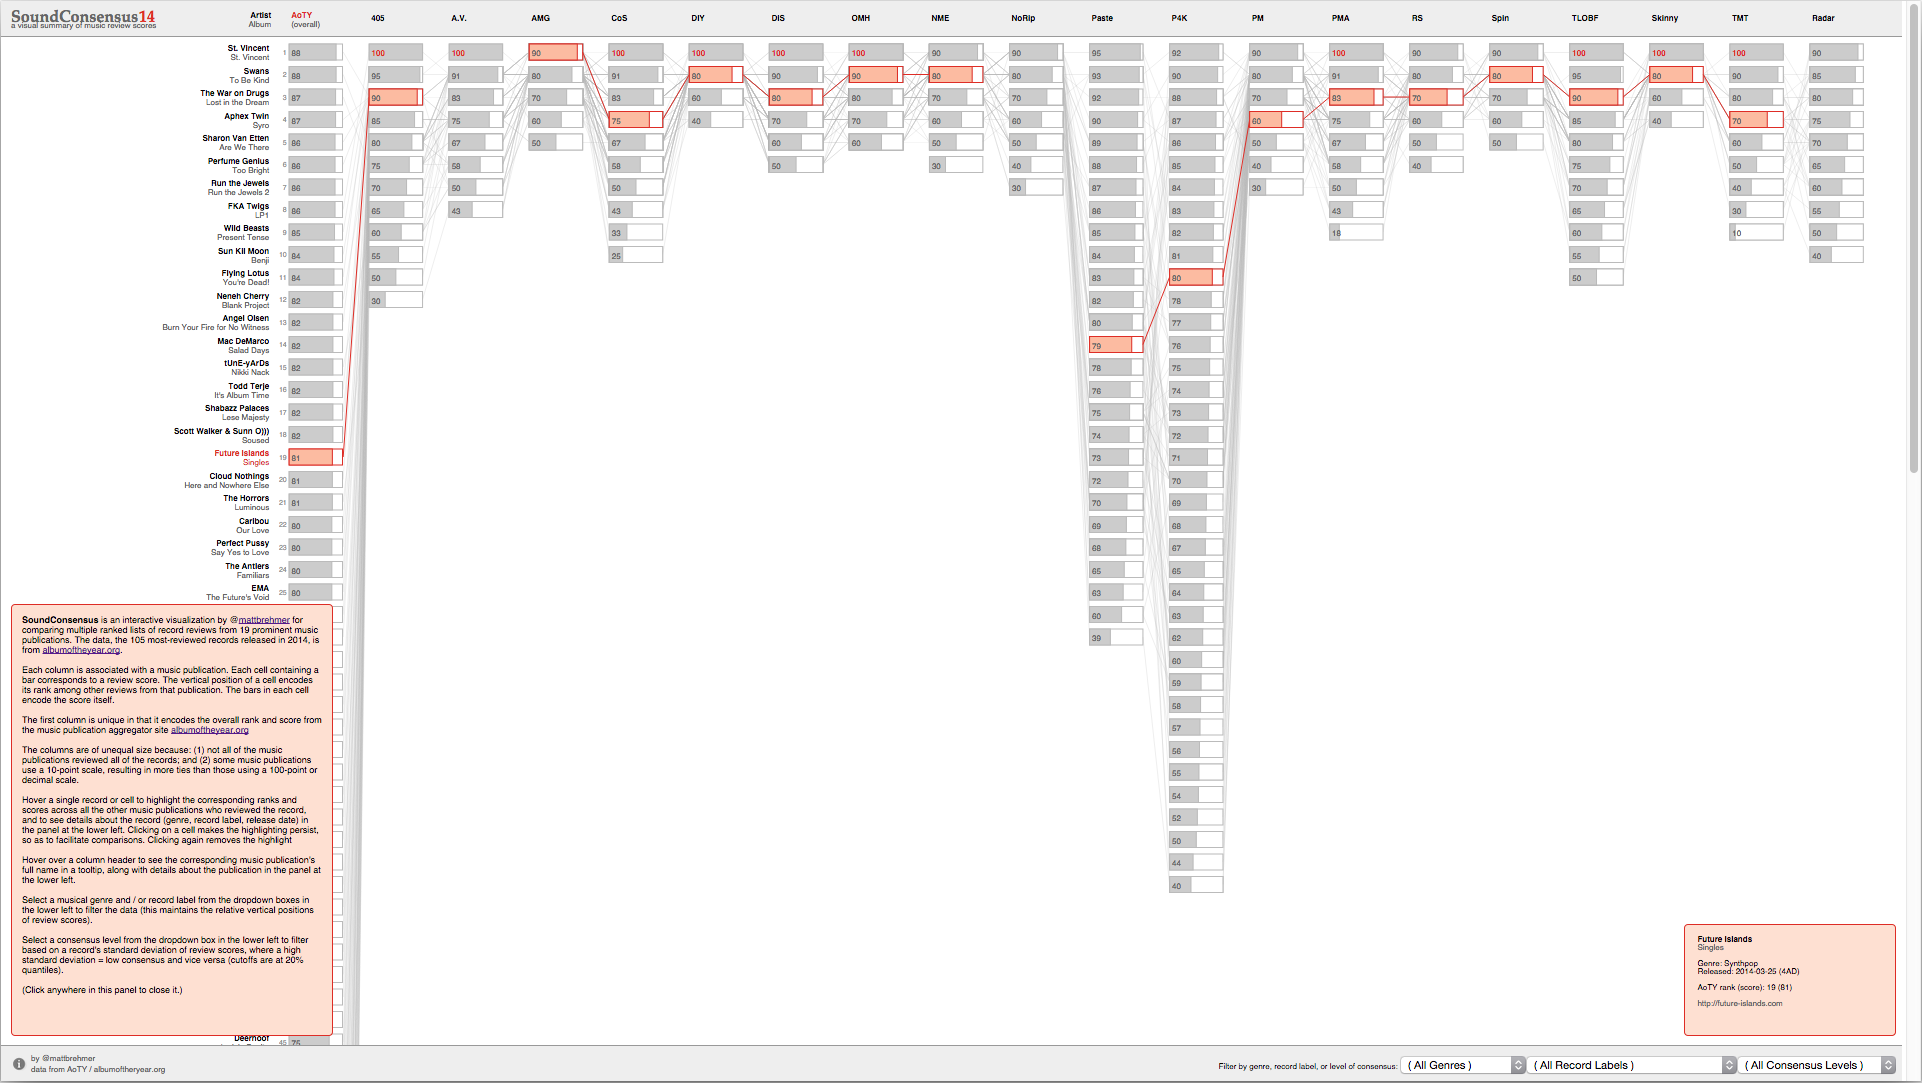 SoundConsensus14
a visual summary of music review scores
Artist
Album
AoTY
(overall)
405 A.V. AMG CoS DIY DIS OMH NME NoRip Paste P4K PM PMA RS Spin TLOBF Skinny TMT Radar
St. Vincent 1 88 100 100 90 100 100 100 100 90 90 95 92 90 100 90 90 100 100 100 90
St. Vincent
Swans 2 88 95 91 80 91 80 90 90 80 80 93 90 80 91 80 80 95 80 90 85
To Be Kind
The War on Drugs 3 87 90 83 70 83 60 80 80 70 70 92 88 70 83 70 70 90 60 80 80
Lost in the Dream
Aphex Twin 4 87 85 75 60 75 40 70 70 60 60 90 87 60 75 60 60 85 40 70 75
Syro
Sharon Van Etten 5 86 80 67 50 67 60 60 50 50 89 86 50 67 50 50 80 60 70
Are We There
Perfume Genius 6 86 75 58 58 50 30 40 88 85 40 58 40 75 50 65
Too Bright
Run the Jewels 7 86 70 50 50 30 87 84 30 50 70 40 60
Run the Jewels 2
FKA Twigs 8 86 65 43 43 86 83 43 65 30 55
LP1
Wild Beasts 9 85 60 33 85 82 18 60 10 50
Present Tense
Sun Kil Moon 10 84 55 25 84 81 55 40
Benji
Flying Lotus 11 84 50 83 80 50
You're Dead!
Neneh Cherry 12 82 30 82 78
Blank Project
Angel Olsen 13 82 80 77
Burn Your Fire for No Witness
Mac DeMarco 14 82 79 76
Salad Days
tUnE-yArDs 15 82 78 75
Nikki Nack
Todd Terje 16 82 76 74
It's Album Time
Shabazz Palaces 17 82 75 73
Lese Majesty
Scott Walker & Sunn O))) 18 82 74 72
Soused
Future Islands 19 81 73 71
Singles
Cloud Nothings 20 81 72 70
Here and Nowhere Else
The Horrors 21 81 70 69
Luminous
Caribou 22 80 69 68
Our Love
Perfect Pussy 23 80 68 67
Say Yes to Love
The Antlers 24 80 65 65
Familiars
EMA 25 80 63 64
The Future's Void
60 63
39 62
60
59
58
57
56
55
54
52
50
44
40
SoundConsensus is an interactive visualization by @mattbrehmer for
comparing multiple ranked lists of record reviews from 19 prominent music
publications. The data, the 105 most-reviewed records released in 2014, is
from albumoftheyear.org.
Each column is associated with a music publication. Each cell containing a
bar corresponds to a review score. The vertical position of a cell encodes
its rank among other reviews from that publication. The bars in each cell
encode the score itself.
The first column is unique in that it encodes the overall rank and score from
the music publication aggregator site albumoftheyear.org
The columns are of unequal size because: (1) not all of the music
publications reviewed all of the records; and (2) some music publications
use a 10-point scale, resulting in more ties than those using a 100-point or
decimal scale.
Hover a single record or cell to highlight the corresponding ranks and
scores across all the other music publications who reviewed the record,
and to see details about the record (genre, record label, release date) in
the panel at the lower left. Clicking on a cell makes the highlighting persist,
so as to facilitate comparisons. Clicking again removes the highlight
Hover over a column header to see the corresponding music publication's
full name in a tooltip, along with details about the publication in the panel at
the lower left.
Select a musical genre and / or record label from the dropdown boxes in
the lower left to filter the data (this maintains the relative vertical positions
of review scores).
Select a consensus level from the dropdown box in the lower left to filter
based on a record's standard deviation of review scores, where a high
standard deviation = low consensus and vice versa (cutoffs are at 20%
quantiles).
(Click anywhere in this panel to close it.)
Deerhoof 45 75
Future Islands
Singles
Genre: Synthpop
Released: 2014-03-25 (4AD)
AoTY rank (score): 19 (81)
http://future-islands.com
by @mattbrehmer
data from AoTY / albumoftheyear.org
Filter by genre, record label, or level of consensus: ( All Genres ) ( All Record Labels ) ( All Consensus Levels )